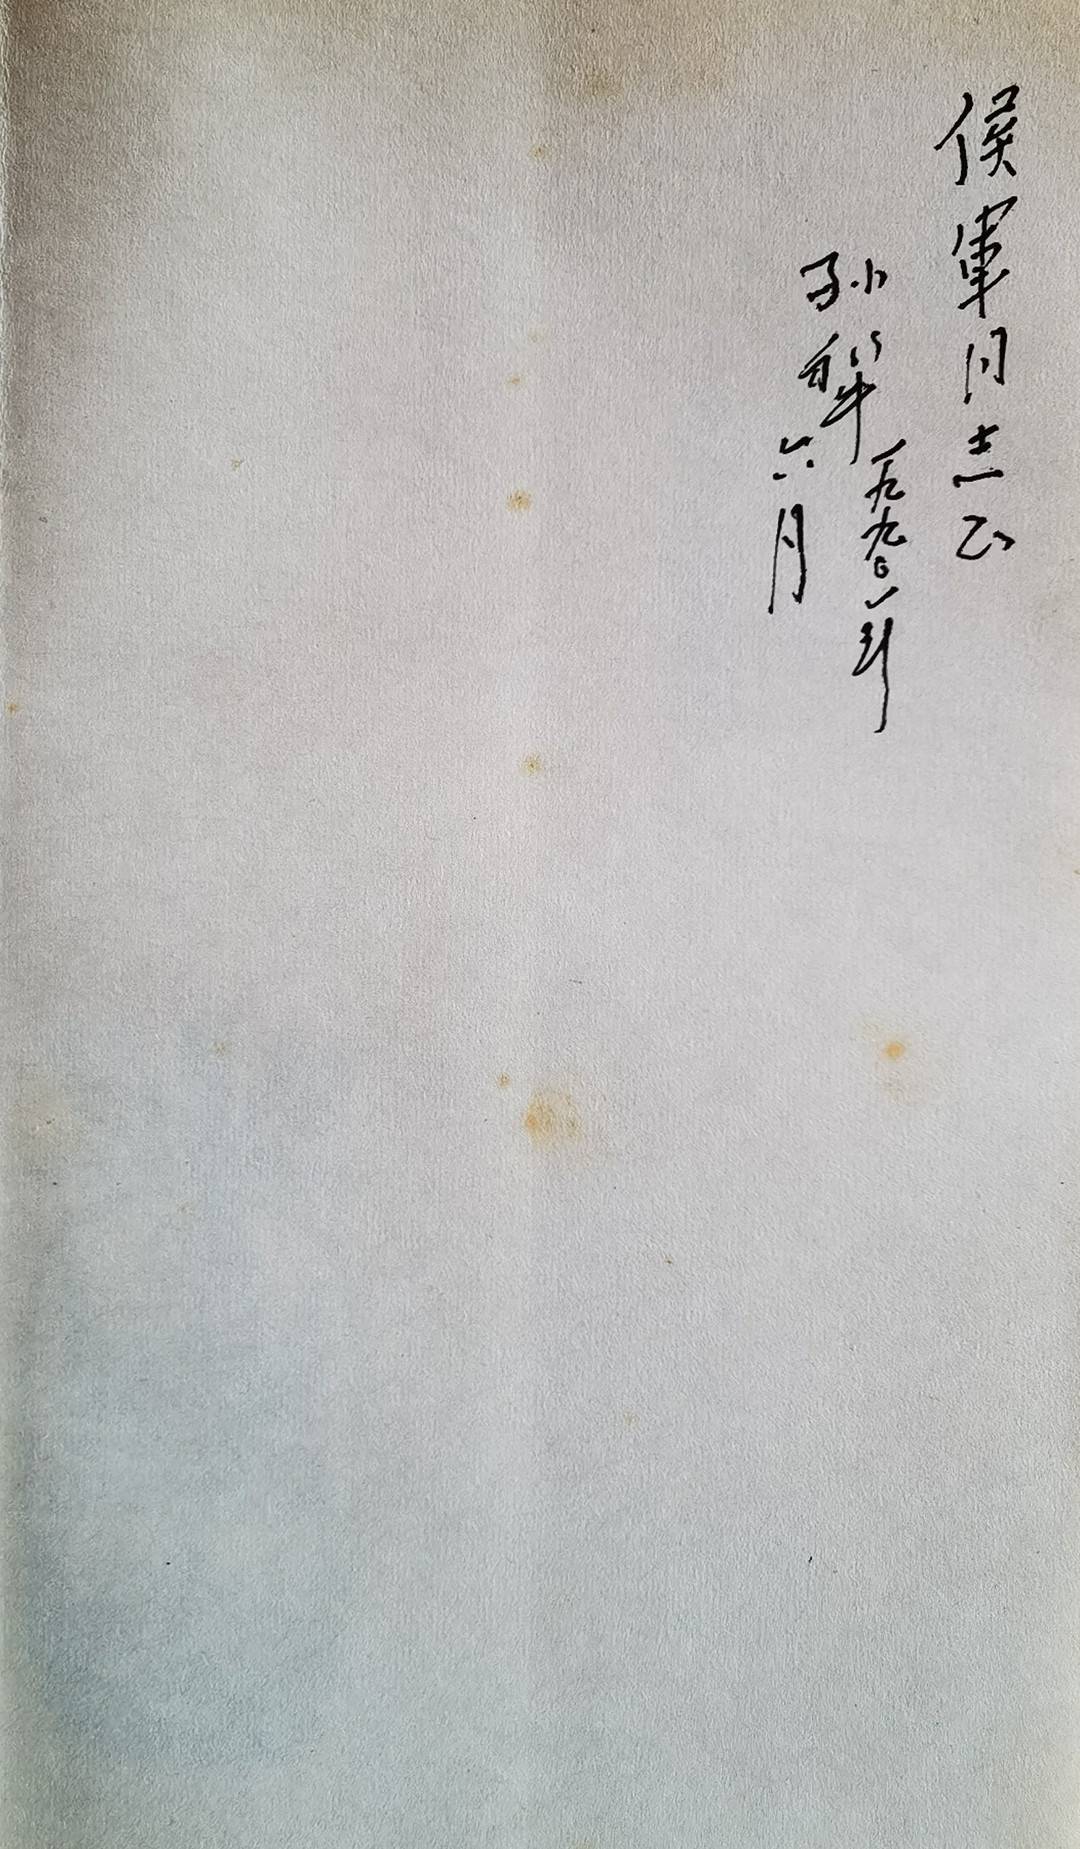 侯軍同志正
孙犁
一九九〇年
六月